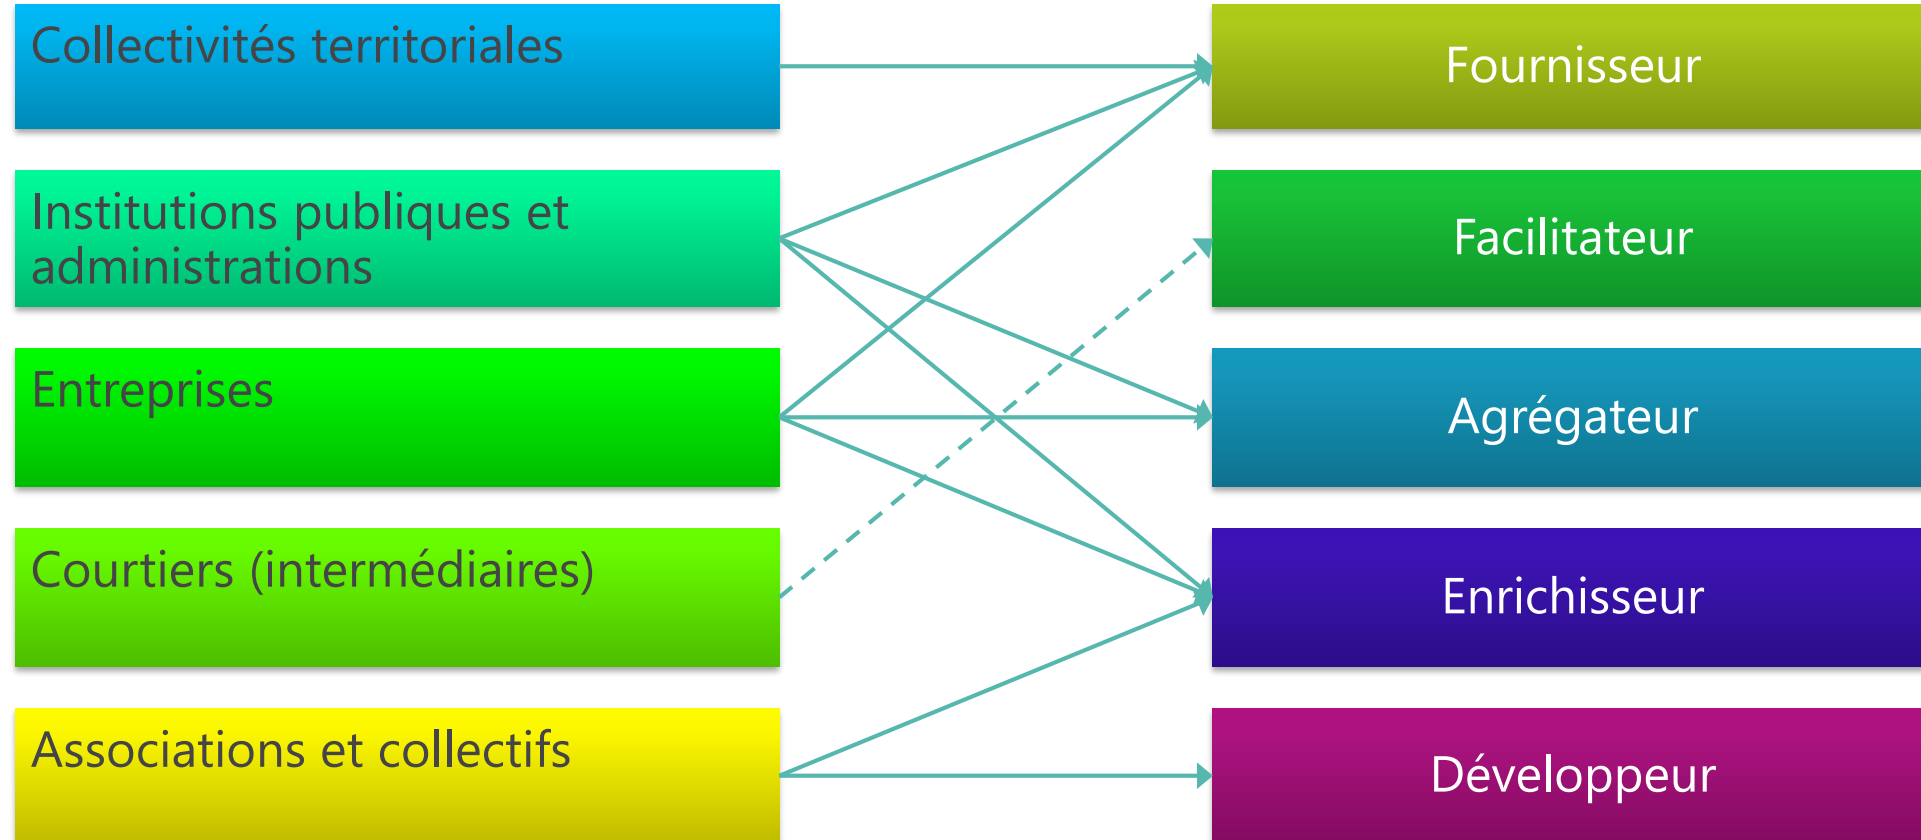 Collectivités territoriales
Fournisseur
Institutions publiques et
administrations
Facilitateur
Entreprises
Agrégateur
Courtiers (intermédiaires)
Enrichisseur
Associations et collectifs
Développeur